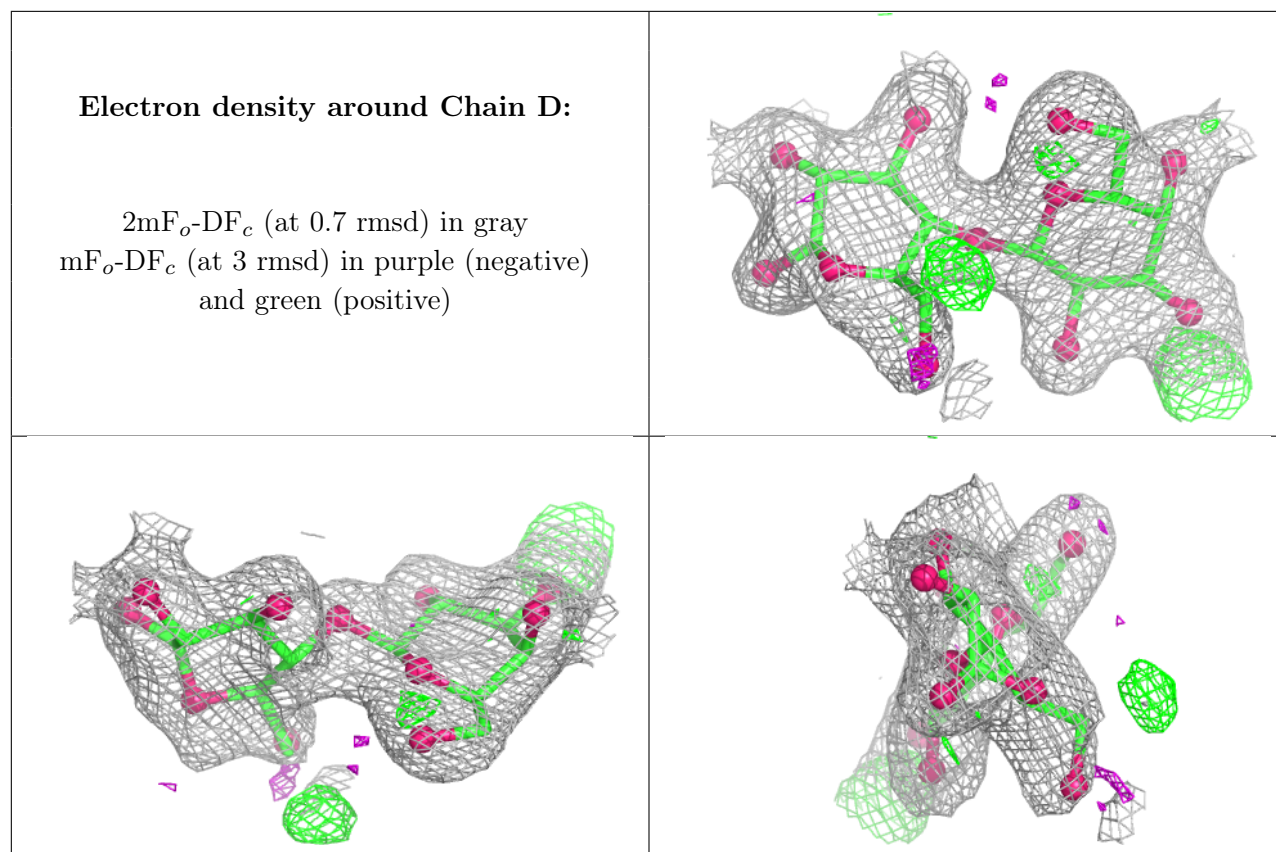 Electron density around Chain D:
2mFo-DFc (at 0.7 rmsd) in gray
mFo-DFc (at 3 rmsd) in purple (negative)
and green (positive)